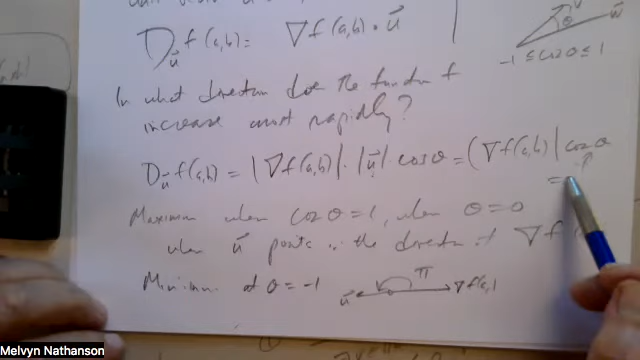 D_u⃗ f(a,b) = ∇f(a,b) · u⃗
θ
-1 ≤ cos θ ≤ 1
In what direction does the function f
increase most rapidly?
D_u⃗ f(a,b) = |∇f(a,b)| · |u⃗| cos θ = |∇f(a,b)| cos θ
=
Maximum when cos θ = 1, when θ = 0
when u⃗ points in the direction of ∇f
Minimum at θ = -1 u⃗ π ∇f(a,)
Melvyn Nathanson